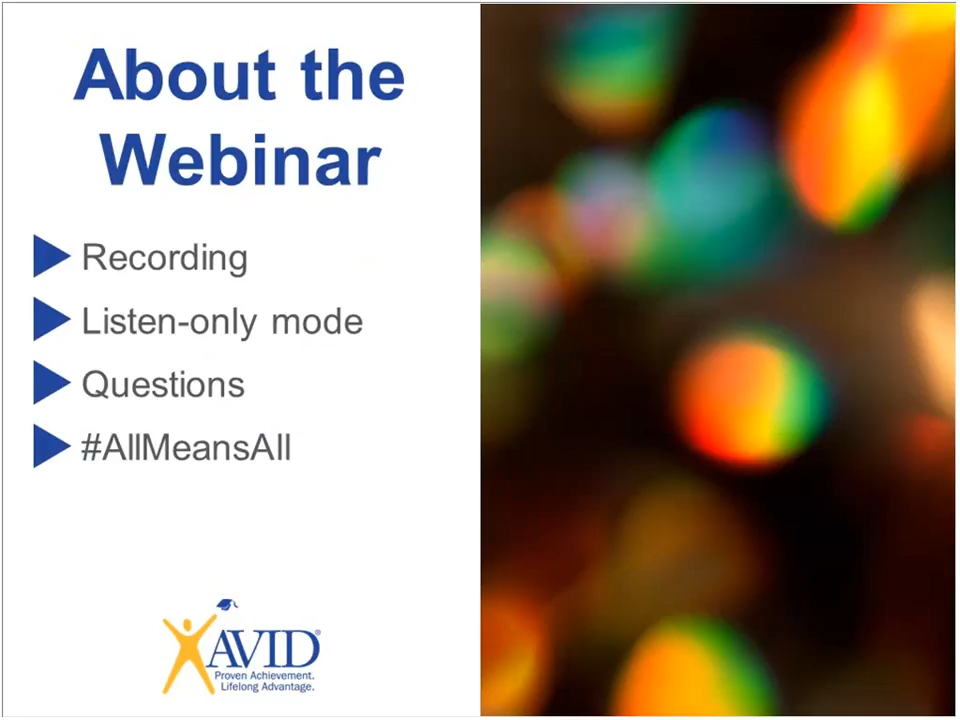 About the
Webinar
Recording
Listen-only mode
Questions
#AllMeansAll
AVID®
Proven Achievement.
Lifelong Advantage.